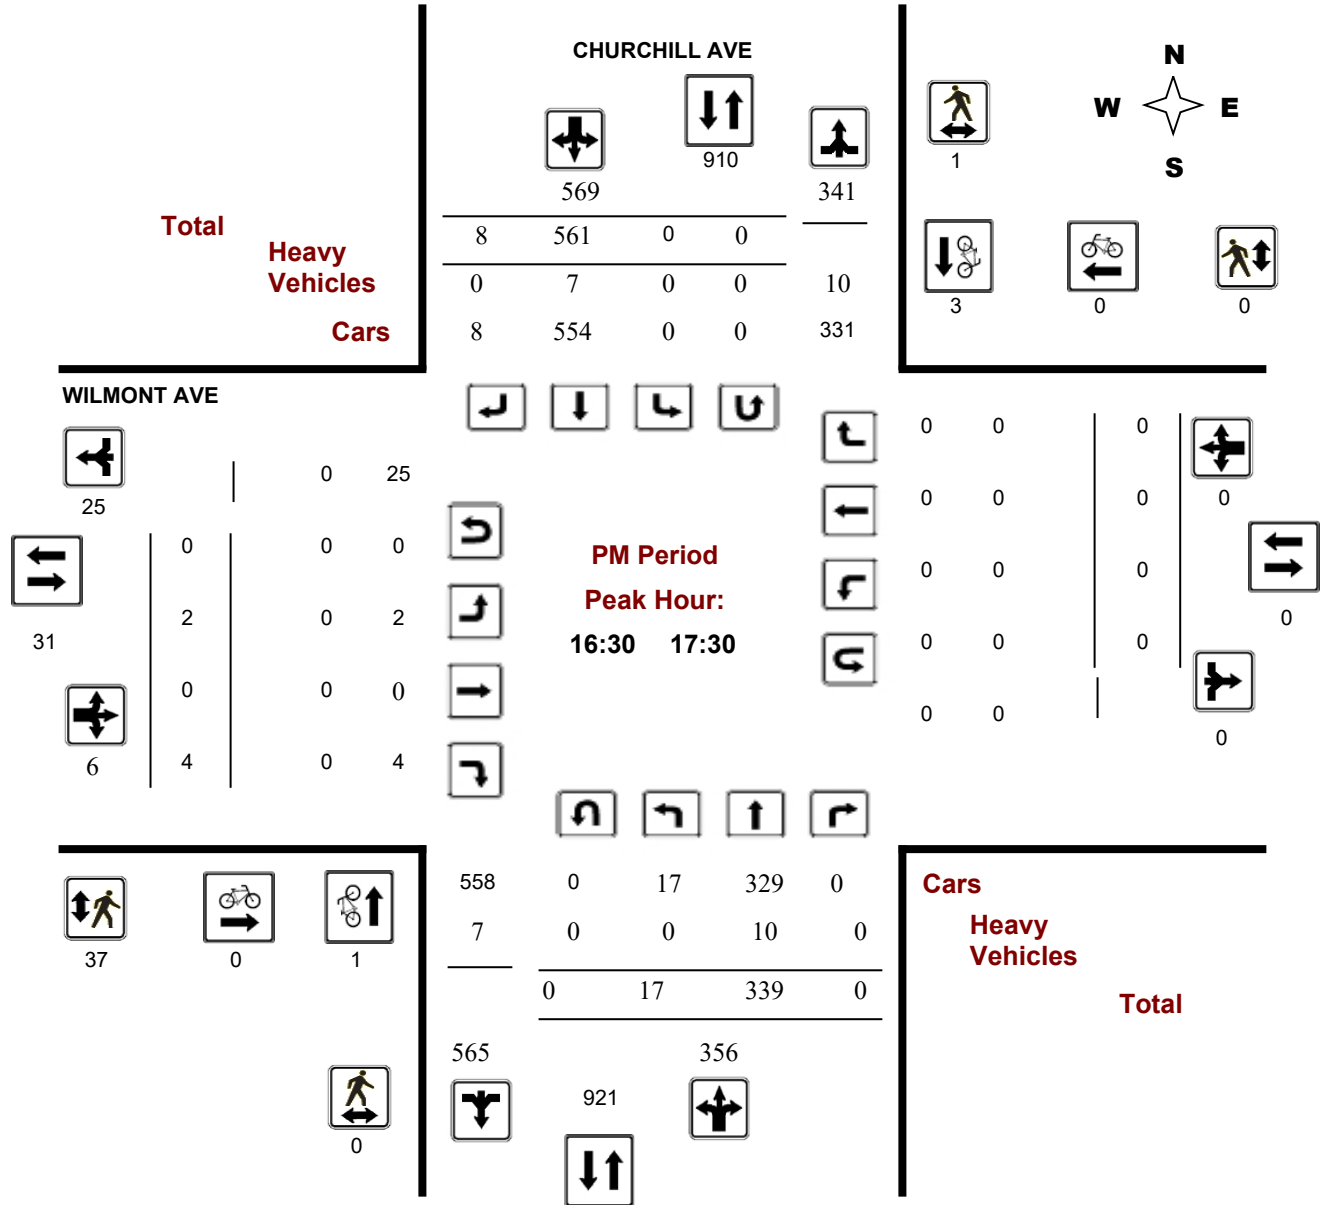 CHURCHILL AVE
N
W E
S
910
1
569 341
Total
8 561 0 0
Heavy
Vehicles
0 7 0 0 10
3 0 0
Cars
8 554 0 0 331
WILMONT AVE
0 0 0
0 25
25
0 0 0 0
0 0 0
PM Period
0 0 0
Peak Hour:
2 0 2
0
31
16:30 17:30
0 0 0
0 0 0
0 0
0
6 4 0 4
558 0 17 329 0
Cars
7 0 0 10 0
Heavy
Vehicles
37 0 1
0 17 339 0
Total
565 356
921
0